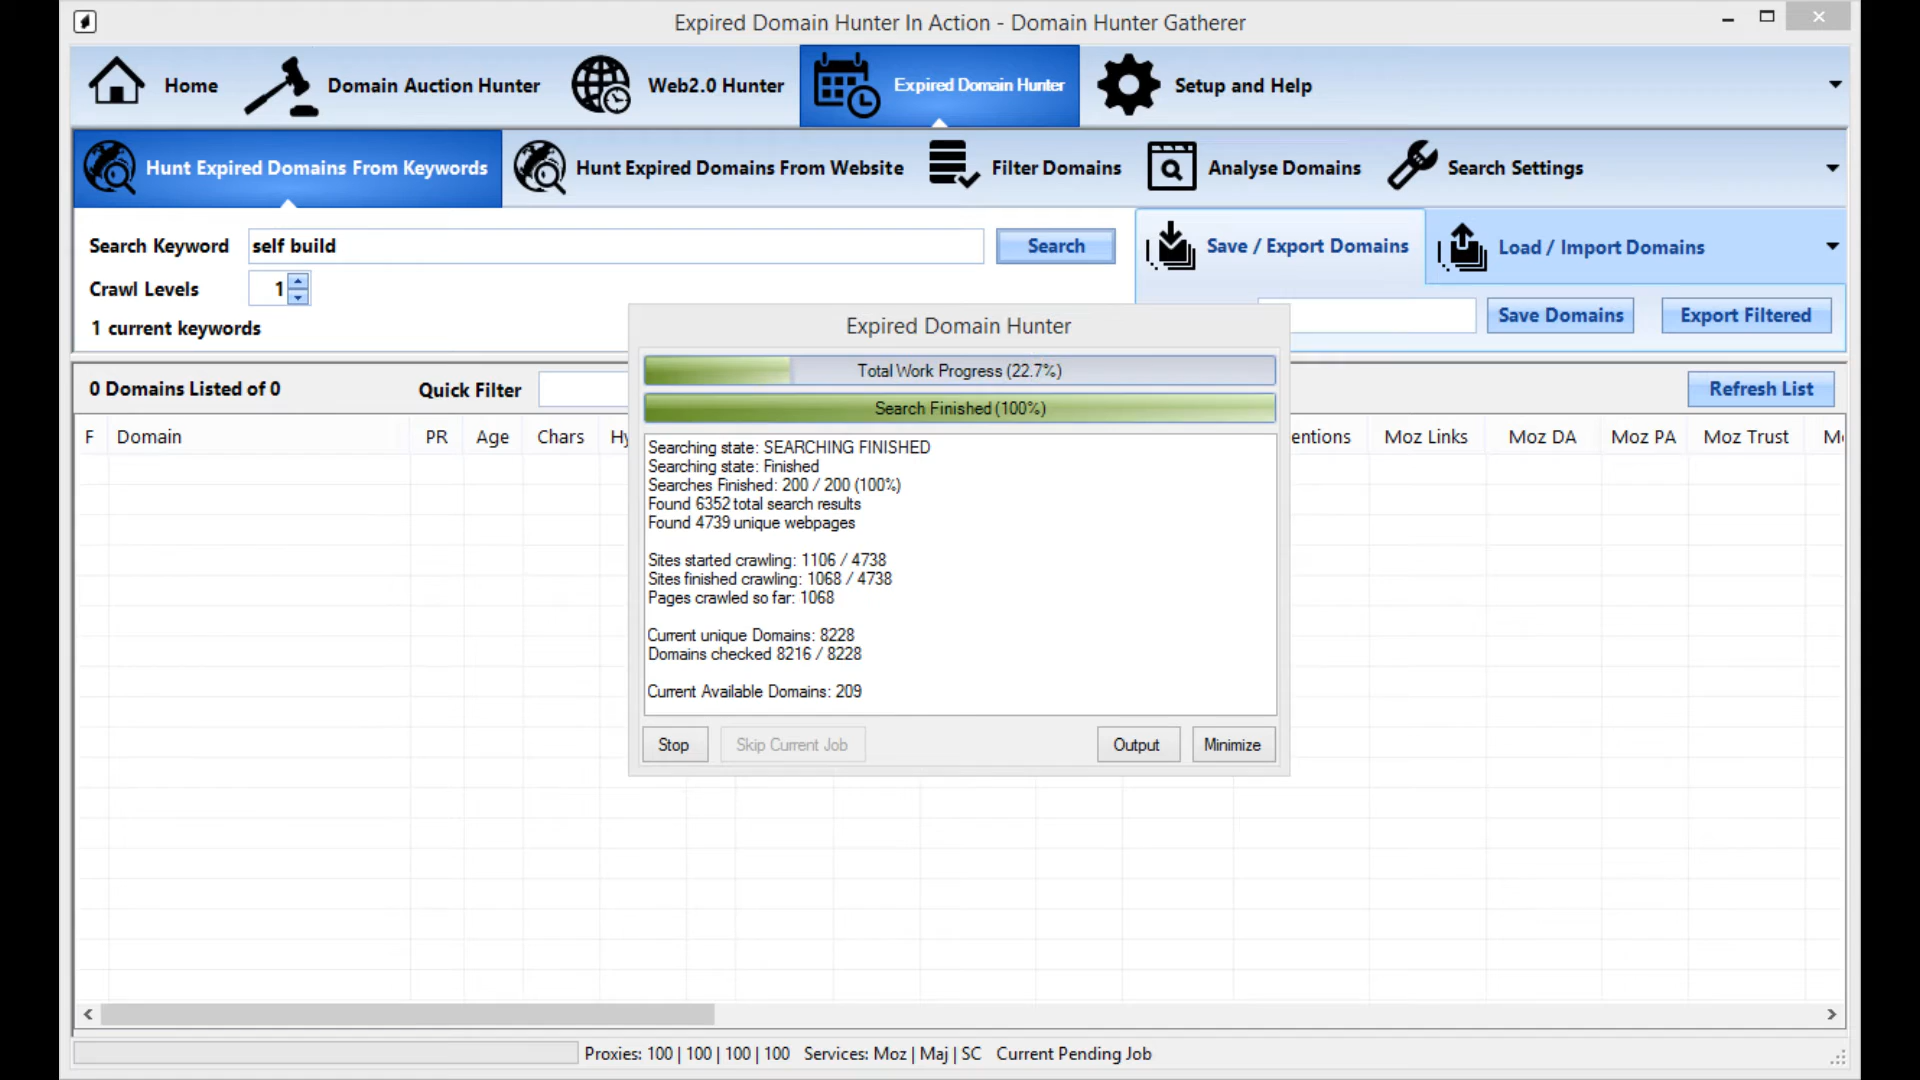 Expired Domain Hunter In Action - Domain Hunter Gatherer
Home
Domain Auction Hunter
Web2.0 Hunter
Expired Domain Hunter
Setup and Help
Hunt Expired Domains From Keywords
Hunt Expired Domains From Website
Filter Domains
Analyse Domains
Search Settings
Search Keyword
self build
Search
Save / Export Domains
Load / Import Domains
Crawl Levels
1
1 current keywords
Save Domains
Export Filtered
0 Domains Listed of 0
Quick Filter
Refresh List
F Domain PR Age Chars Hy entions Moz Links Moz DA Moz PA Moz Trust Mo
Expired Domain Hunter
Total Work Progress (22.7%)
Search Finished (100%)
Searching state: SEARCHING FINISHED
Searching state: Finished
Searches Finished: 200 / 200 (100%)
Found 6352 total search results
Found 4739 unique webpages
Sites started crawling: 1106 / 4738
Sites finished crawling: 1068 / 4738
Pages crawled so far: 1068
Current unique Domains: 8228
Domains checked 8216 / 8228
Current Available Domains: 209
Stop
Skip Current Job
Output
Minimize
Proxies: 100 | 100 | 100 | 100 Services: Moz | Maj | SC Current Pending Job